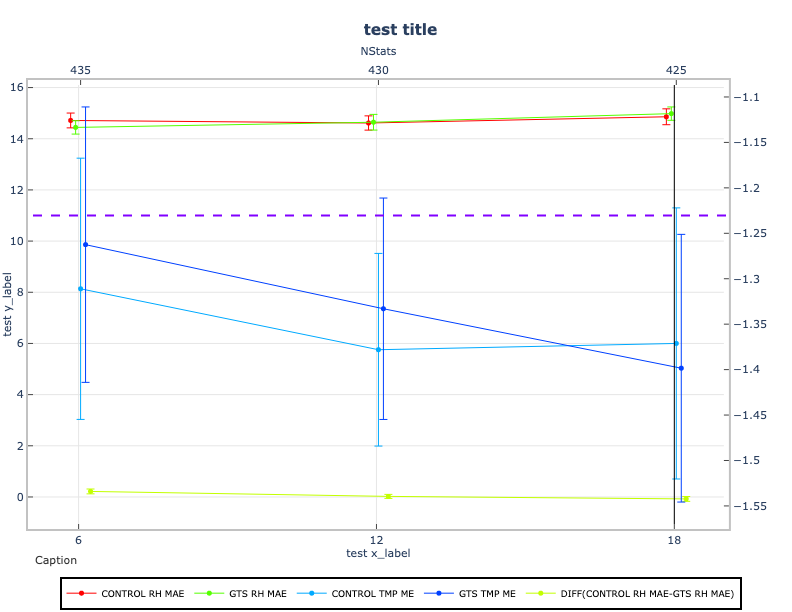 test title
NStats
435 430 425
16
14
12
10
8
6
4
2
0
test y_label
−1.1
−1.15
−1.2
−1.25
−1.3
−1.35
−1.4
−1.45
−1.5
−1.55
6 12 18
test x_label
Caption
CONTROL RH MAE GTS RH MAE CONTROL TMP ME GTS TMP ME DIFF(CONTROL RH MAE-GTS RH MAE)